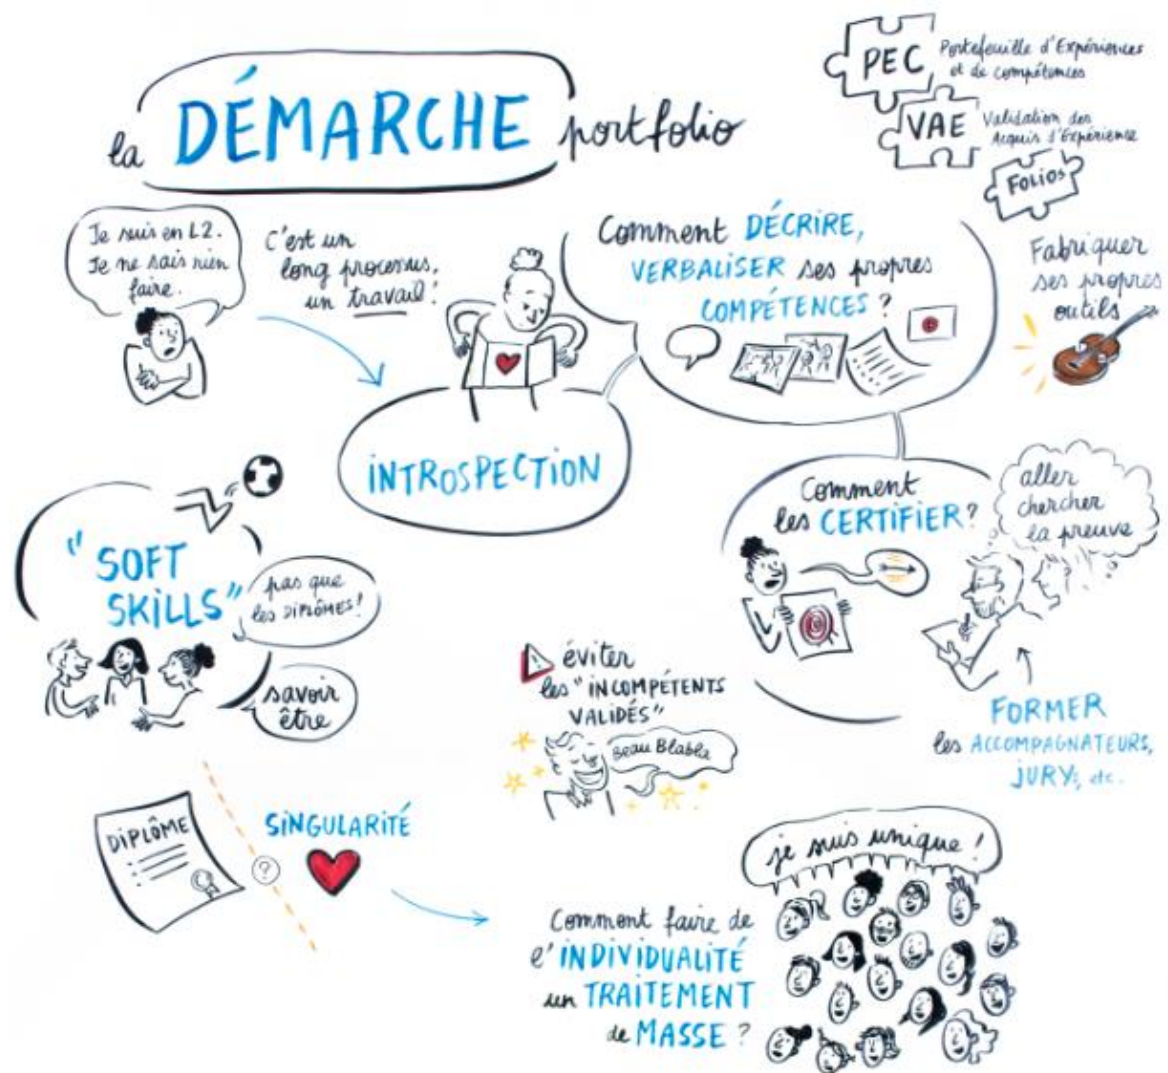 la DÉMARCHE portfolio
PEC
Portefeuille d'Expériences
et de compétences
VAE
Validation des
Acquis d'Expérience
FOLIOS
Je suis en L2.
Je ne sais rien
faire.
C'est un
long processus,
un travail !
Comment DÉCRIRE,
VERBALISER ses propres
COMPÉTENCES ?
Fabriquer
ses propres
outils
INTROSPECTION
"SOFT
SKILLS"
pas que
les DIPLÔMES !
savoir
être
Comment
les CERTIFIER ?
aller
chercher
la preuve
FORMER
les ACCOMPAGNATEURS,
JURYs, etc.
éviter
les "INCOMPÉTENTS
VALIDÉS"
Beau Blabla
DIPLÔME
?
SINGULARITÉ
Comment faire de
l'INDIVIDUALITÉ
un TRAITEMENT
de MASSE ?
je suis unique !